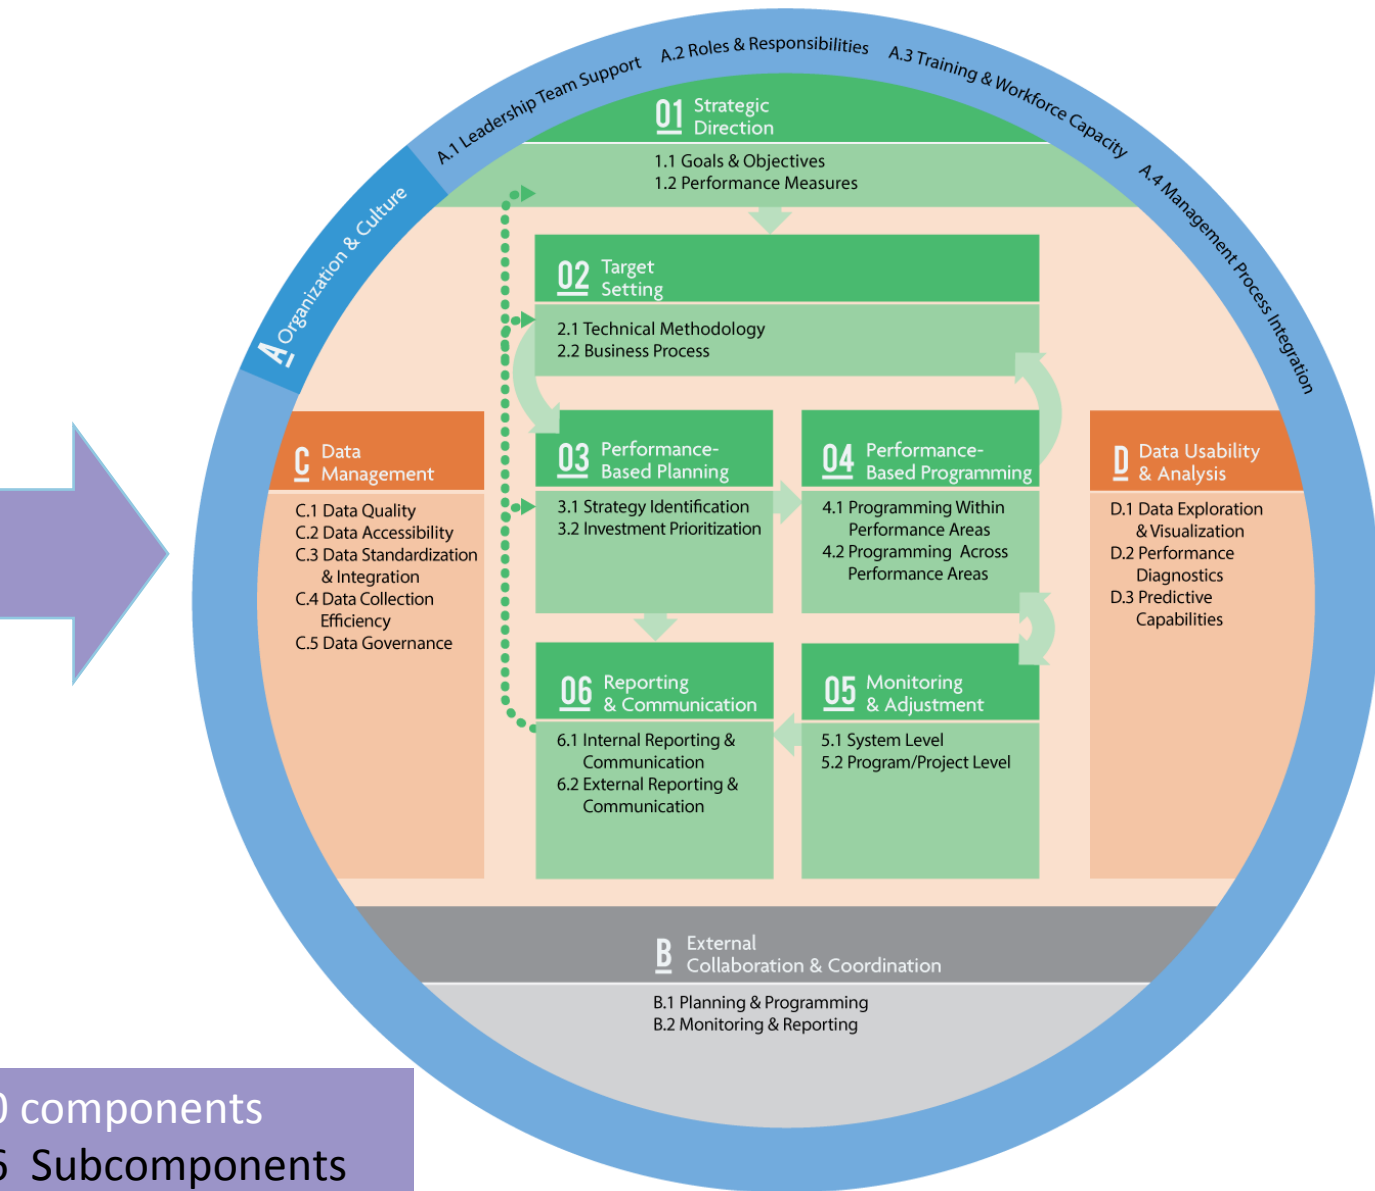 A.1 Leadership Team Support
A.2 Roles & Responsibilities
A.3 Training & Workforce Capacity
A.4 Management Process Integration
A Organization & Culture
01 Strategic
Direction
1.1 Goals & Objectives
1.2 Performance Measures
02 Target
Setting
2.1 Technical Methodology
2.2 Business Process
C Data
Management
C.1 Data Quality
C.2 Data Accessibility
C.3 Data Standardization
& Integration
C.4 Data Collection
Efficiency
C.5 Data Governance
03 Performance-
Based Planning
3.1 Strategy Identification
3.2 Investment Prioritization
04 Performance-
Based Programming
4.1 Programming Within
Performance Areas
4.2 Programming Across
Performance Areas
D Data Usability
& Analysis
D.1 Data Exploration
& Visualization
D.2 Performance
Diagnostics
D.3 Predictive
Capabilities
06 Reporting
& Communication
6.1 Internal Reporting &
Communication
6.2 External Reporting &
Communication
05 Monitoring
& Adjustment
5.1 System Level
5.2 Program/Project Level
B External
Collaboration & Coordination
B.1 Planning & Programming
B.2 Monitoring & Reporting
0 components
6 Subcomponents